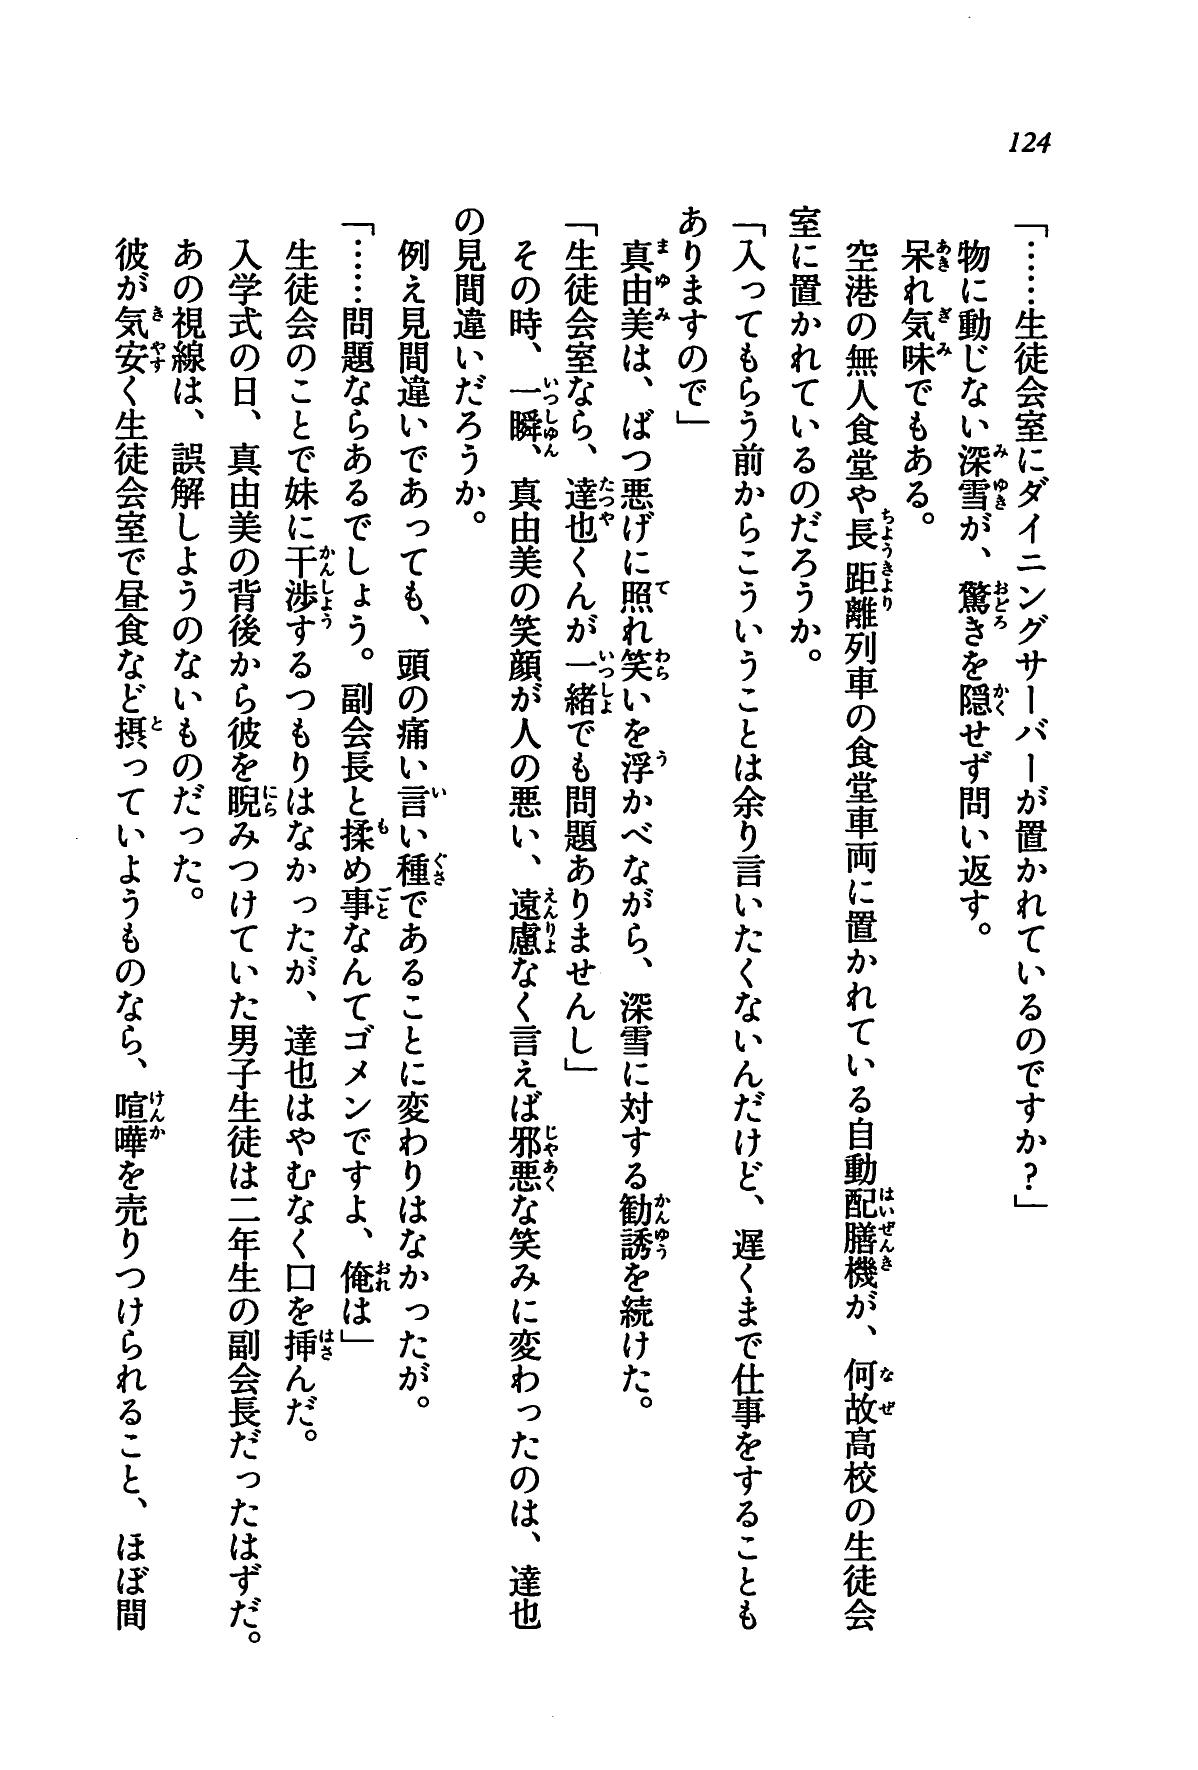 124
「……生徒会室にダイニングサーバーが置かれているのですか？」
物に動じない深雪が、驚きを隠せず問い返す。
呆れ気味でもある。
空港の無人食堂や長距離列車の食堂車両に置かれている自動配膳機が、何故高校の生徒会
室に置かれているのだろうか。
「入ってもらう前からこういうことは余り言いたくないんだけど、遅くまで仕事をすることも
ありますので」
真由美は、ばつ悪げに照れ笑いを浮かべながら、深雪に対する勧誘を続けた。
「生徒会室なら、達也くんが一緒でも問題ありませんし」
その時、一瞬、真由美の笑顔が人の悪い、遠慮なく言えば邪悪な笑みに変わったのは、達也
の見間違いだろうか。
例え見間違いであっても、頭の痛い言い種であることに変わりはなかったが。
「……問題ならあるでしょう。副会長と揉め事なんてゴメンですよ、俺は」
生徒会のことで妹に干渉するつもりはなかったが、達也はやむなく口を挿んだ。
入学式の日、真由美の背後から彼を睨みつけていた男子生徒は二年生の副会長だったはずだ。
あの視線は、誤解しようのないものだった。
彼が気安く生徒会室で昼食など摂っていようものなら、喧嘩を売りつけられること、ほぼ間